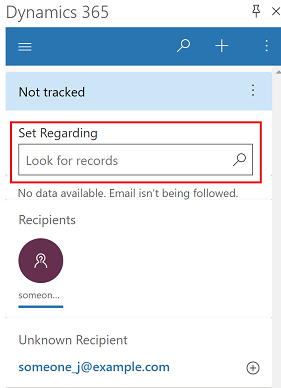 Dynamics 365
Not tracked
Set Regarding
Look for records
No data available. Email isn't being followed.
Recipients
someon...
Unknown Recipient
someone_j@example.com